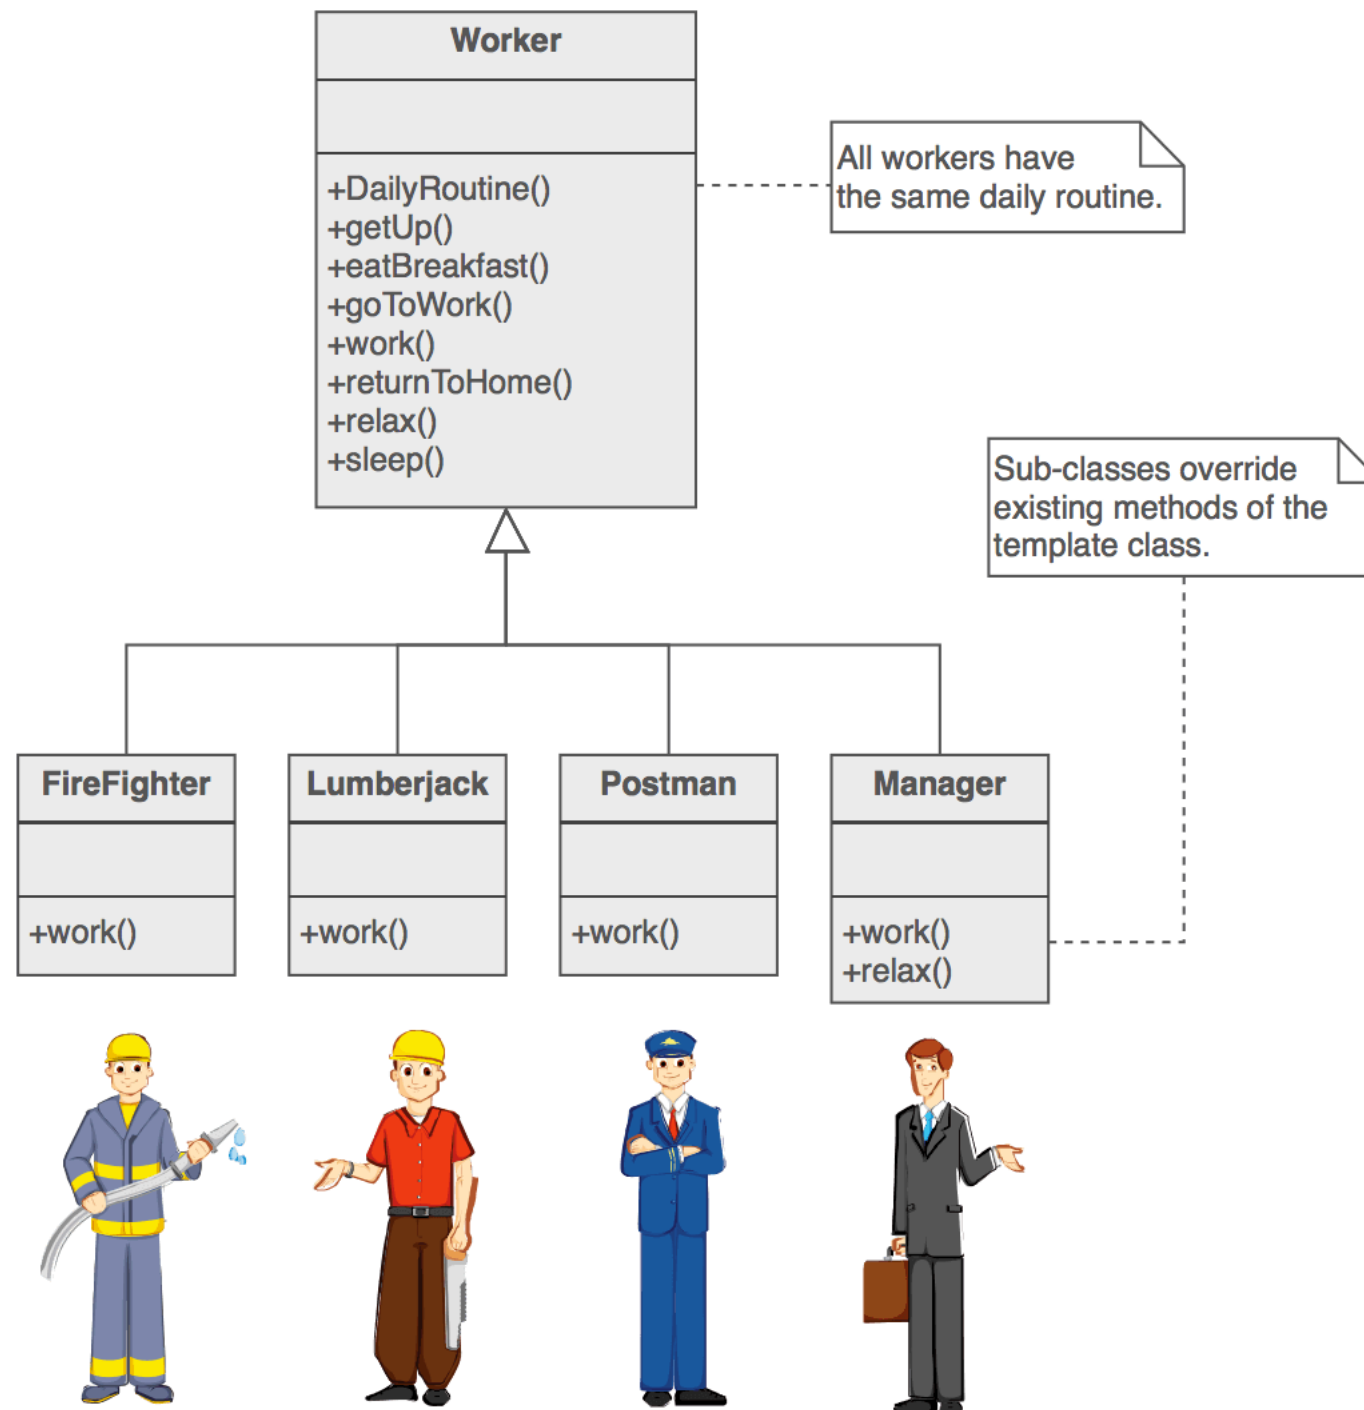 Worker
+DailyRoutine()
+getUp()
+eatBreakfast()
+goToWork()
+work()
+returnToHome()
+relax()
+sleep()
All workers have
the same daily routine.
Sub-classes override
existing methods of the
template class.
FireFighter
+work()
Lumberjack
+work()
Postman
+work()
Manager
+work()
+relax()